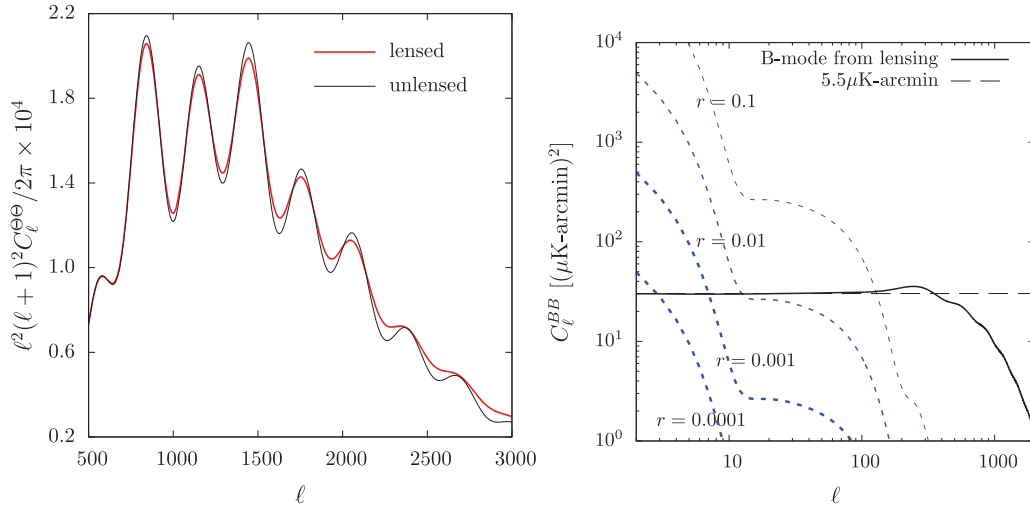 ℓ²(ℓ + 1)²C_ℓ^{ΘΘ}/2π × 10⁴
2.2
1.8
1.4
1.0
0.6
0.2
lensed
unlensed
500 1000 1500 2000 2500 3000
ℓ
C_ℓ^{BB} [(μK-arcmin)²]
10⁴
10³
10²
10¹
10⁰
B-mode from lensing
5.5μK-arcmin
r = 0.1
r = 0.01
r = 0.001
r = 0.0001
10 100 1000
ℓ